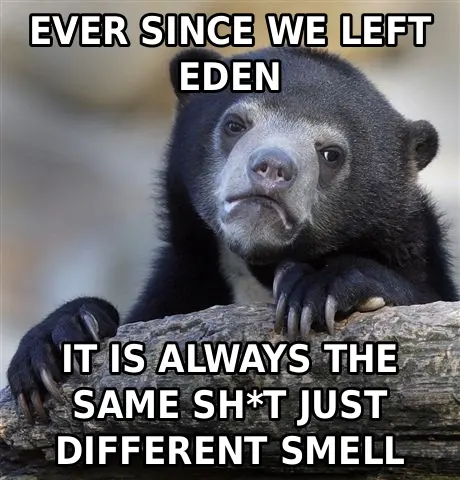 EVER SINCE WE LEFT
EDEN
IT IS ALWAYS THE
SAME SH*T JUST
DIFFERENT SMELL